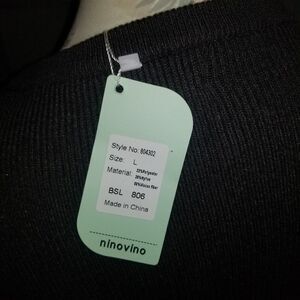 Style No: 804302
Size: L
Material:
BSL 806
Made in China
ninovino